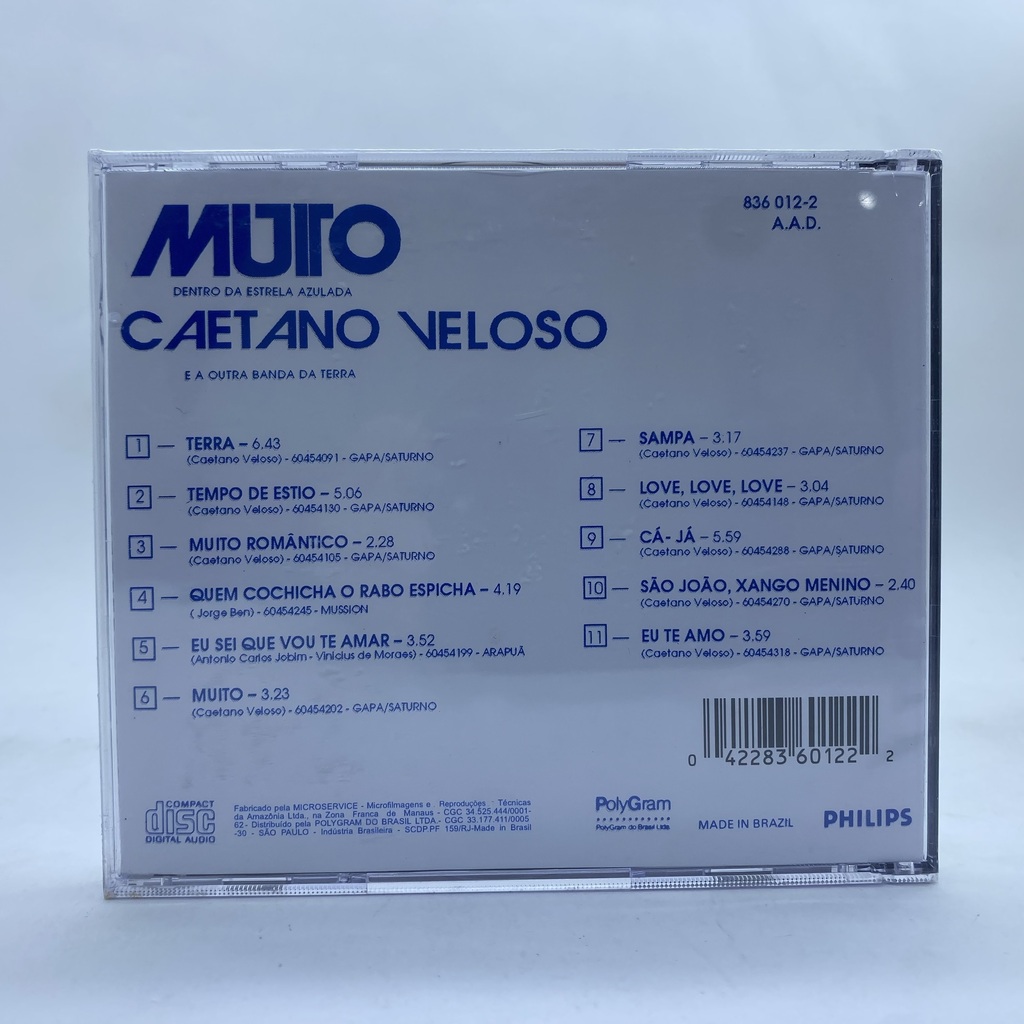 MUITO
836 012-2
A.A.D.
DENTRO DA ESTRELA AZULADA
CAETANO VELOSO
E A OUTRA BANDA DA TERRA
1 — TERRA – 6.43
(Caetano Veloso) - 60454091 - GAPA/SATURNO
2 — TEMPO DE ESTIO – 5.06
(Caetano Veloso) - 60454130 - GAPA/SATURNO
3 — MUITO ROMÂNTICO – 2.28
(Caetano Veloso) - 60454105 - GAPA/SATURNO
4 — QUEM COCHICHA O RABO ESPICHA – 4.19
( Jorge Ben) - 60454245 - MUSSION
5 — EU SEI QUE VOU TE AMAR – 3.52
(Antonio Carlos Jobim - Vinicius de Moraes) - 60454199 - ARAPUÃ
6 — MUITO – 3.23
(Caetano Veloso) - 60454202 - GAPA/SATURNO
7 — SAMPA – 3.17
(Caetano Veloso) - 60454237 - GAPA/SATURNO
8 — LOVE, LOVE, LOVE – 3.04
(Caetano Veloso) - 60454148 - GAPA/SATURNO
9 — CÁ - JÁ – 5.59
(Caetano Veloso) - 60454288 - GAPA/SATURNO
10 — SÃO JOÃO, XANGO MENINO – 2.40
(Caetano Veloso) - 60454270 - GAPA/SATURNO
11 — EU TE AMO – 3.59
(Caetano Veloso) - 60454318 - GAPA/SATURNO
0 42283 60122 2
COMPACT
disc
DIGITAL AUDIO
Fabricado pela MICROSERVICE - Microfilmagens e Reproduções Técnicas
da Amazônia Ltda., na Zona Franca de Manaus - CGC 34.525.444/0001-
62 - Distribuído pela POLYGRAM DO BRASIL LTDA.- CGC 33.177.411/0005
-30 - SÃO PAULO - Indústria Brasileira - SCDP.PF 159/RJ-Made in Brasil
PolyGram
PolyGram do Brasil Ltda
MADE IN BRAZIL
PHILIPS